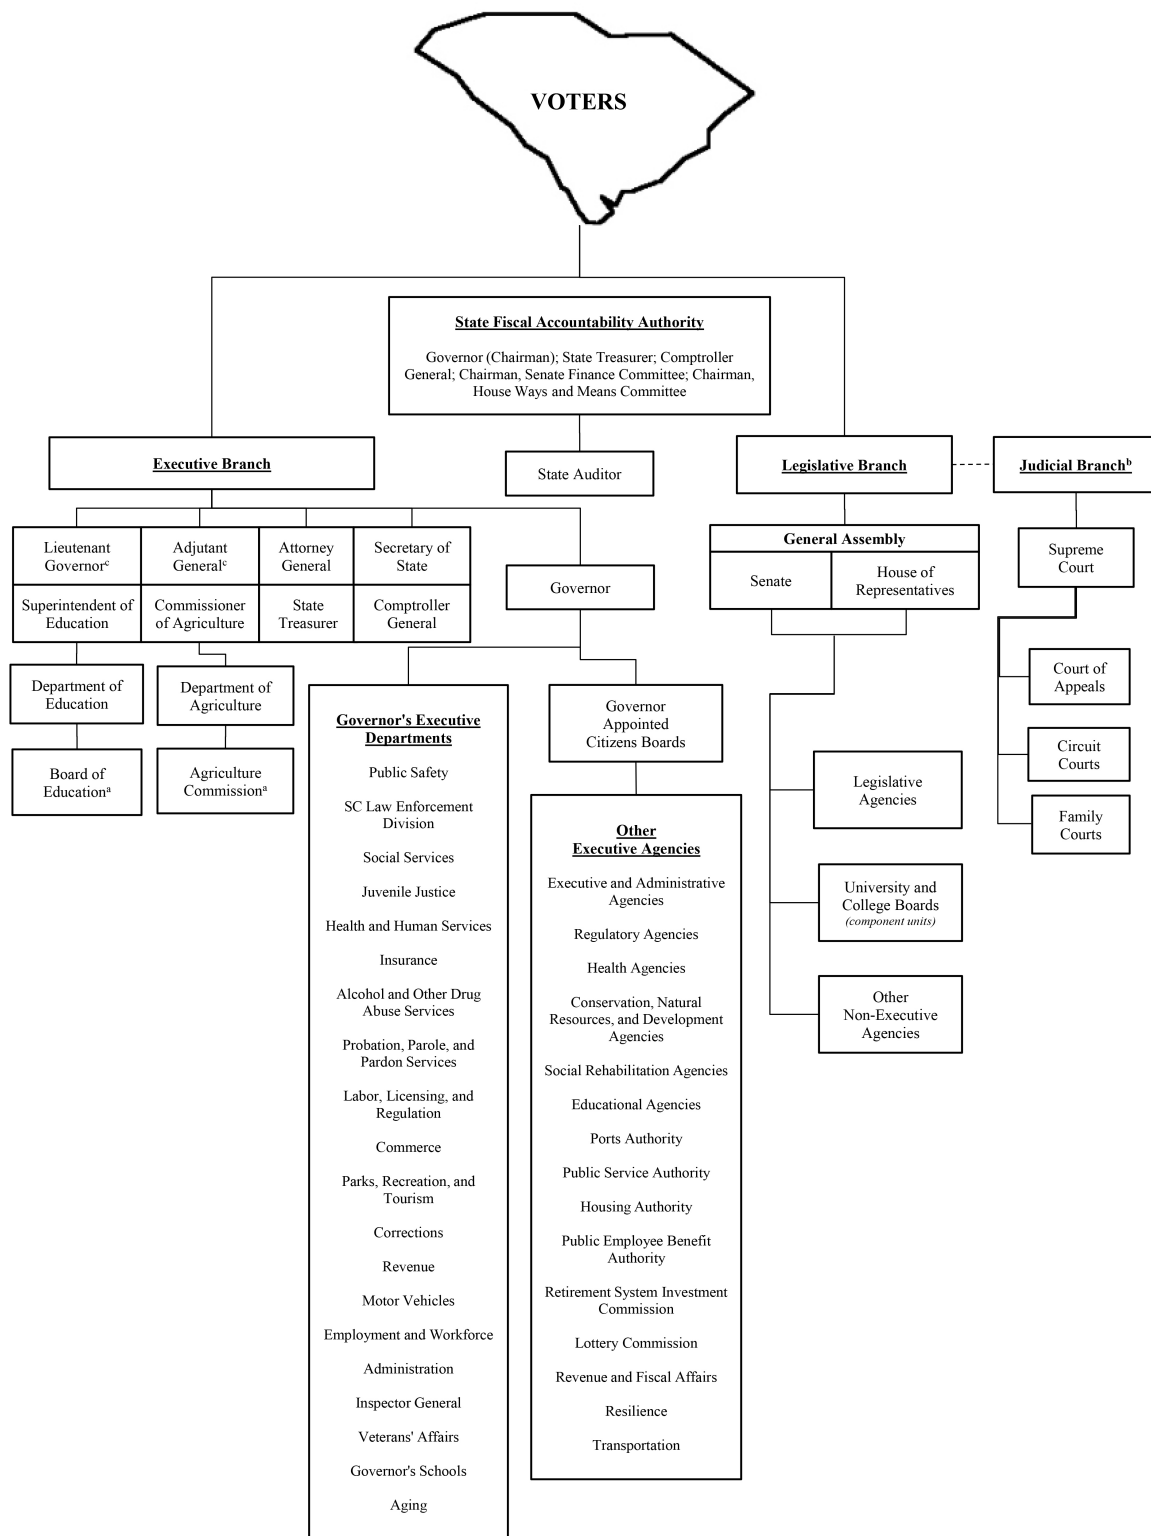 VOTERS
State Fiscal Accountability Authority
Governor (Chairman); State Treasurer; Comptroller
General; Chairman, Senate Finance Committee; Chairman,
House Ways and Means Committee
Executive Branch
State Auditor
Legislative Branch
Judicial Branchᵇ
Lieutenant
Governorᶜ
Adjutant
Generalᶜ
Attorney
General
Secretary of
State
Superintendent of
Education
Commissioner
of Agriculture
State
Treasurer
Comptroller
General
Governor
General Assembly
Senate
House of
Representatives
Supreme
Court
Department of
Education
Department of
Agriculture
Board of
Educationᵃ
Agriculture
Commissionᵃ
Governor's Executive
Departments
Public Safety
SC Law Enforcement
Division
Social Services
Juvenile Justice
Health and Human Services
Insurance
Alcohol and Other Drug
Abuse Services
Probation, Parole, and
Pardon Services
Labor, Licensing, and
Regulation
Commerce
Parks, Recreation, and
Tourism
Corrections
Revenue
Motor Vehicles
Employment and Workforce
Administration
Inspector General
Veterans' Affairs
Governor's Schools
Aging
Governor
Appointed
Citizens Boards
Other
Executive Agencies
Executive and Administrative
Agencies
Regulatory Agencies
Health Agencies
Conservation, Natural
Resources, and Development
Agencies
Social Rehabilitation Agencies
Educational Agencies
Ports Authority
Public Service Authority
Housing Authority
Public Employee Benefit
Authority
Retirement System Investment
Commission
Lottery Commission
Revenue and Fiscal Affairs
Resilience
Transportation
Legislative
Agencies
University and
College Boards
(component units)
Other
Non-Executive
Agencies
Court of
Appeals
Circuit
Courts
Family
Courts